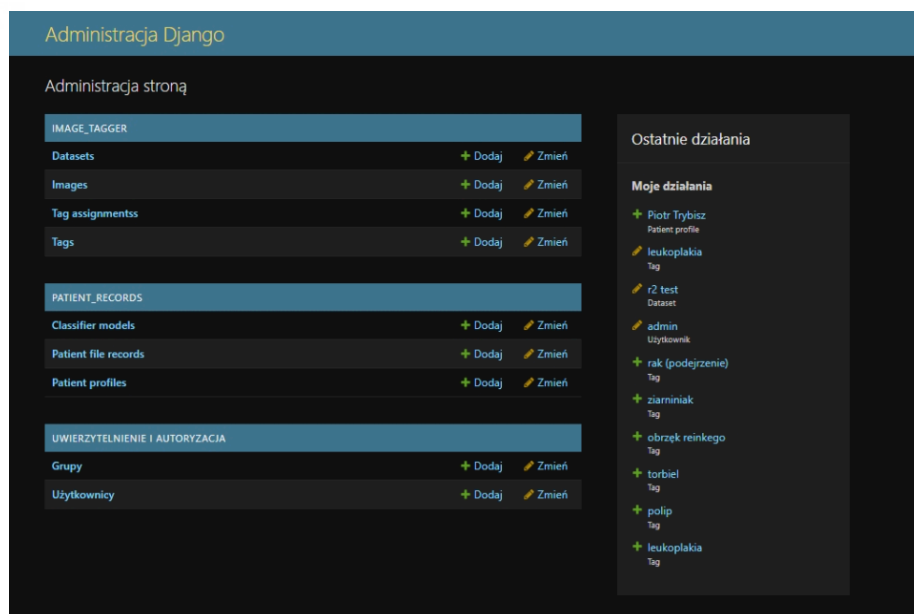 Administracja Django
Administracja stroną
IMAGE_TAGGER
Datasets Dodaj Zmień
Images Dodaj Zmień
Tag assignmentss Dodaj Zmień
Tags Dodaj Zmień
PATIENT_RECORDS
Classifier models Dodaj Zmień
Patient file records Dodaj Zmień
Patient profiles Dodaj Zmień
UWIERZYTELNIENIE I AUTORYZACJA
Grupy Dodaj Zmień
Użytkownicy Dodaj Zmień
Ostatnie działania
Moje działania
Piotr Trybisz
Patient profile
leukoplakia
Tag
r2 test
Dataset
admin
Użytkownik
rak (podejrzenie)
Tag
ziarniniak
Tag
obrzęk reinkego
Tag
torbiel
Tag
polip
Tag
leukoplakia
Tag